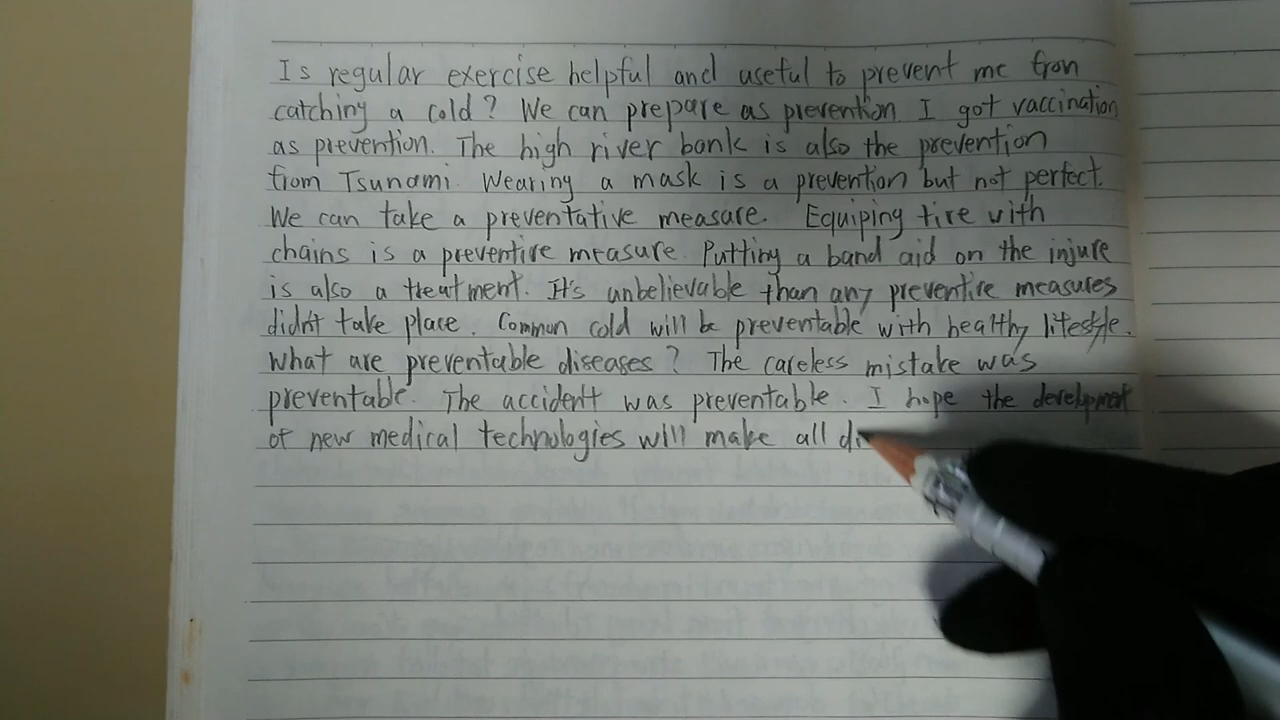 Is regular exercise helpful and useful to prevent me from
catching a cold? We can prepare as prevention. I got vaccination
as prevention. The high river bank is also the prevention
from Tsunami. Wearing a mask is a prevention but not perfect.
We can take a preventative measure. Equiping tire with
chains is a preventive measure. Putting a band aid on the injure
is also a treatment. It's unbelievable than any preventive measures
didn't take place. Common cold will be preventable with healthy lifestyle.
What are preventable diseases? The careless mistake was
preventable. The accident was preventable. I hope the development
of new medical technologies will make all di